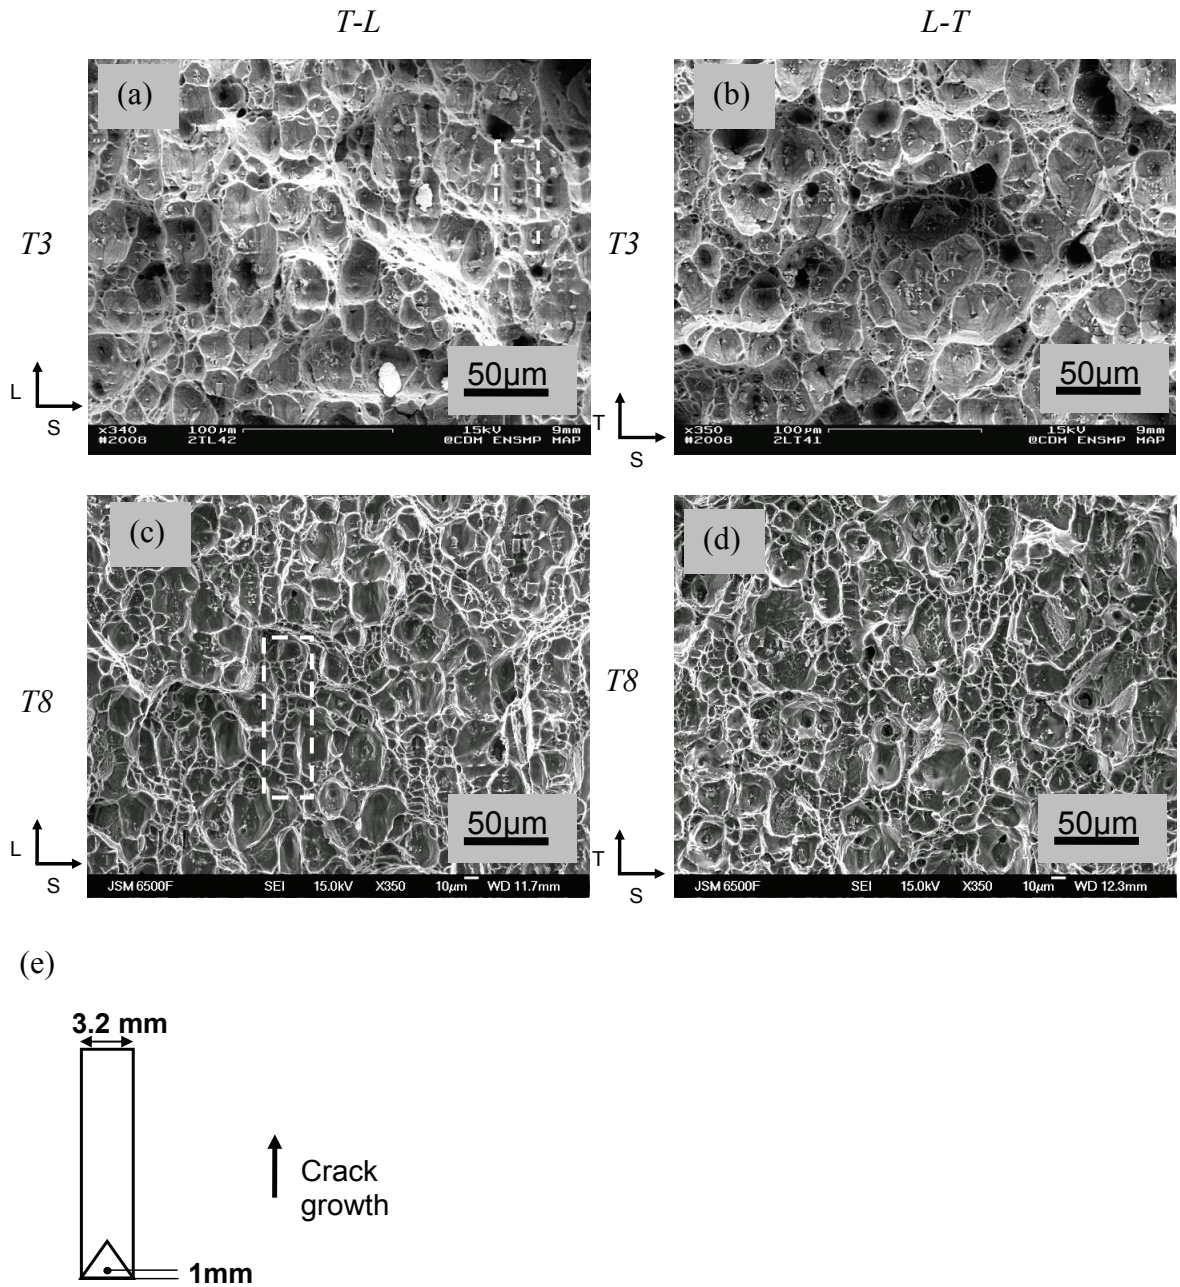 T-L
L-T
(a)
(b)
T3
T3
50µm
50µm
L
S
T
S
x340 100µm 15kV 9mm
#2008 2TL42 @CDM ENSMP MAP
x350 100µm 15kV 9mm
#2008 2LT41 @CDM ENSMP MAP
(c)
(d)
T8
T8
50µm
50µm
L
S
T
S
JSM 6500F SEI 15.0kV X350 10µm WD 11.7mm
JSM 6500F SEI 15.0kV X350 10µm WD 12.3mm
(e)
3.2 mm
Crack
growth
1mm